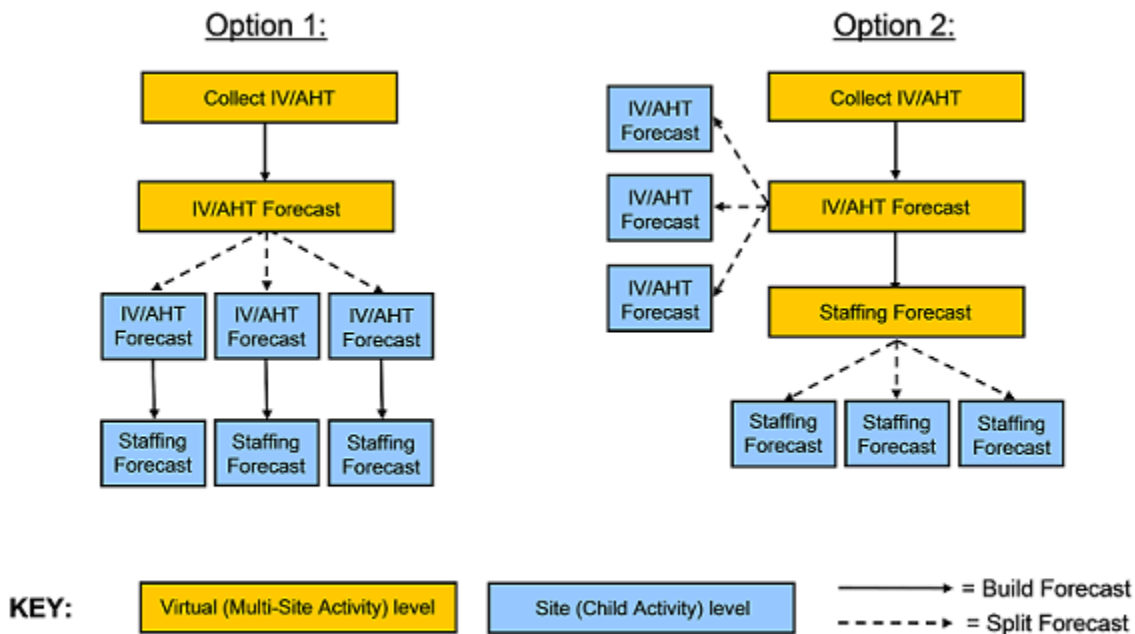 Option 1:
Collect IV/AHT
IV/AHT Forecast
IV/AHT
Forecast
IV/AHT
Forecast
IV/AHT
Forecast
Staffing
Forecast
Staffing
Forecast
Staffing
Forecast
Option 2:
Collect IV/AHT
IV/AHT
Forecast
IV/AHT
Forecast
IV/AHT
Forecast
IV/AHT Forecast
Staffing Forecast
Staffing
Forecast
Staffing
Forecast
Staffing
Forecast
KEY:
Virtual (Multi-Site Activity) level
Site (Child Activity) level
= Build Forecast
= Split Forecast